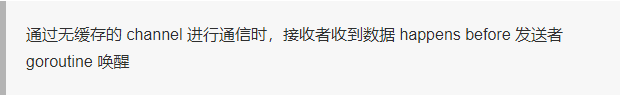 通过无缓存的 channel 进行通信时，接收者收到数据 happens before 发送者
goroutine 唤醒